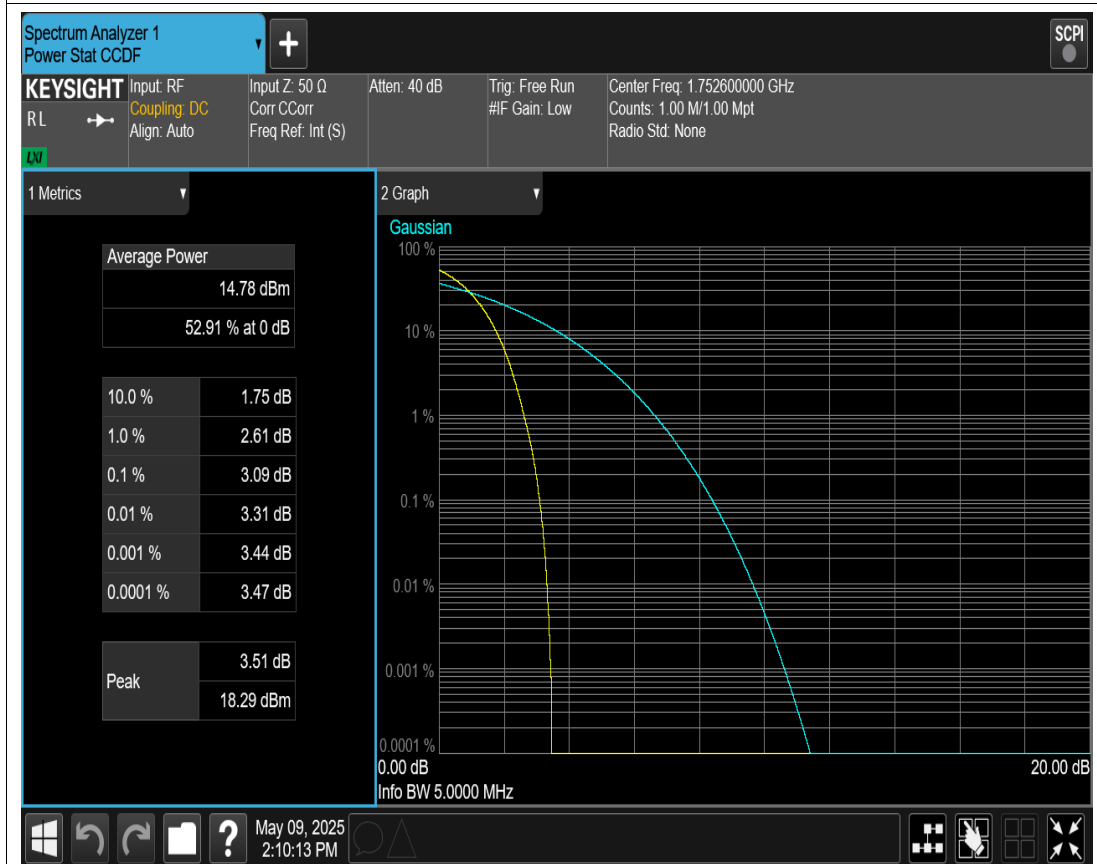 Spectrum Analyzer 1
Power Stat CCDF
+
SCPI
KEYSIGHT
RL
LXI
Input: RF
Coupling: DC
Align: Auto
Input Z: 50 Ω
Corr CCorr
Freq Ref: Int (S)
Atten: 40 dB
Trig: Free Run
#IF Gain: Low
Center Freq: 1.752600000 GHz
Counts: 1.00 M/1.00 Mpt
Radio Std: None
1 Metrics
Average Power
14.78 dBm
52.91 % at 0 dB
10.0 % 1.75 dB
1.0 % 2.61 dB
0.1 % 3.09 dB
0.01 % 3.31 dB
0.001 % 3.44 dB
0.0001 % 3.47 dB
Peak
3.51 dB
18.29 dBm
2 Graph
Gaussian
100 %
10 %
1 %
0.1 %
0.01 %
0.001 %
0.0001 %
0.00 dB 20.00 dB
Info BW 5.0000 MHz
?
May 09, 2025
2:10:13 PM